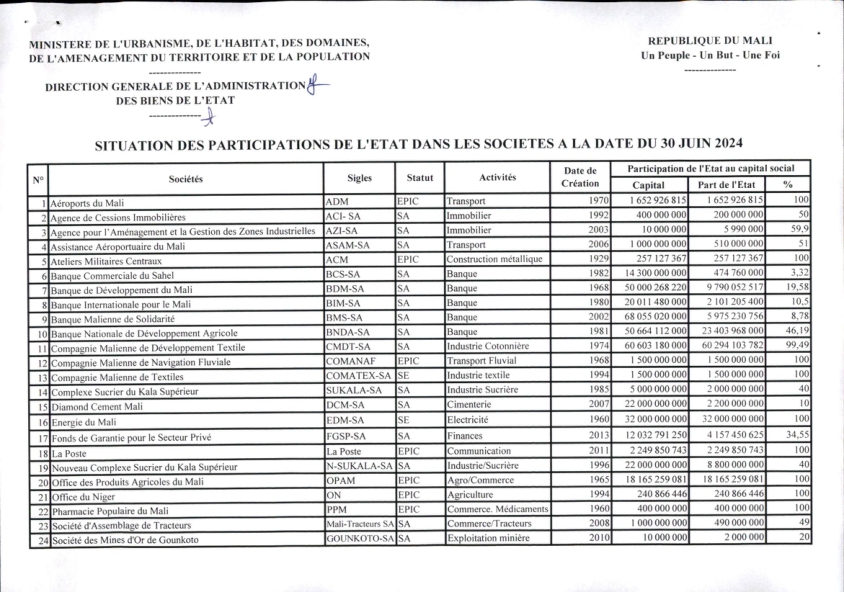 MINISTERE DE L'URBANISME, DE L'HABITAT, DES DOMAINES,
DE L'AMENAGEMENT DU TERRITOIRE ET DE LA POPULATION
--------------
DIRECTION GENERALE DE L'ADMINISTRATION
DES BIENS DE L'ETAT
--------------
REPUBLIQUE DU MALI
Un Peuple - Un But - Une Foi
--------------
SITUATION DES PARTICIPATIONS DE L'ETAT DANS LES SOCIETES A LA DATE DU 30 JUIN 2024
N° Sociétés Sigles Statut Activités Date de Création Participation de l'Etat au capital social
Capital Part de l'Etat %
1 Aéroports du Mali ADM EPIC Transport 1970 1 652 926 815 1 652 926 815 100
2 Agence de Cessions Immobilières ACI- SA SA Immobilier 1992 400 000 000 200 000 000 50
3 Agence pour l'Aménagement et la Gestion des Zones Industrielles AZI-SA SA Immobilier 2003 10 000 000 5 990 000 59,9
4 Assistance Aéroportuaire du Mali ASAM-SA SA Transport 2006 1 000 000 000 510 000 000 51
5 Ateliers Militaires Centraux ACM EPIC Construction métallique 1929 257 127 367 257 127 367 100
6 Banque Commerciale du Sahel BCS-SA SA Banque 1982 14 300 000 000 474 760 000 3,32
7 Banque de Développement du Mali BDM-SA SA Banque 1968 50 000 268 220 9 790 052 517 19,58
8 Banque Internationale pour le Mali BIM-SA SA Banque 1980 20 011 480 000 2 101 205 400 10,5
9 Banque Malienne de Solidarité BMS-SA SA Banque 2002 68 055 020 000 5 975 230 756 8,78
10 Banque Nationale de Développement Agricole BNDA-SA SA Banque 1981 50 664 112 000 23 403 968 000 46,19
11 Compagnie Malienne de Développement Textile CMDT-SA SA Industrie Cotonnière 1974 60 603 180 000 60 294 103 782 99,49
12 Compagnie Malienne de Navigation Fluviale COMANAF EPIC Transport Fluvial 1968 1 500 000 000 1 500 000 000 100
13 Compagnie Malienne de Textiles COMATEX-SA SE Industrie textile 1994 1 500 000 000 1 500 000 000 100
14 Complexe Sucrier du Kala Supérieur SUKALA-SA SA Industrie Sucrière 1985 5 000 000 000 2 000 000 000 40
15 Diamond Cement Mali DCM-SA SA Cimenterie 2007 22 000 000 000 2 200 000 000 10
16 Energie du Mali EDM-SA SE Electricité 1960 32 000 000 000 32 000 000 000 100
17 Fonds de Garantie pour le Secteur Privé FGSP-SA SA Finances 2013 12 032 791 250 4 157 450 625 34,55
18 La Poste La Poste EPIC Communication 2011 2 249 850 743 2 249 850 743 100
19 Nouveau Complexe Sucrier du Kala Supérieur N-SUKALA-SA SA Industrie/Sucrière 1996 22 000 000 000 8 800 000 000 40
20 Office des Produits Agricoles du Mali OPAM EPIC Agro/Commerce 1965 18 165 259 081 18 165 259 081 100
21 Office du Niger ON EPIC Agriculture 1994 240 866 446 240 866 446 100
22 Pharmacie Populaire du Mali PPM EPIC Commerce. Médicaments 1960 400 000 000 400 000 000 100
23 Société d'Assemblage de Tracteurs Mali-Tracteurs SA SA Commerce/Tracteurs 2008 1 000 000 000 490 000 000 49
24 Société des Mines d'Or de Gounkoto GOUNKOTO-SA SA Exploitation minière 2010 10 000 000 2 000 000 20